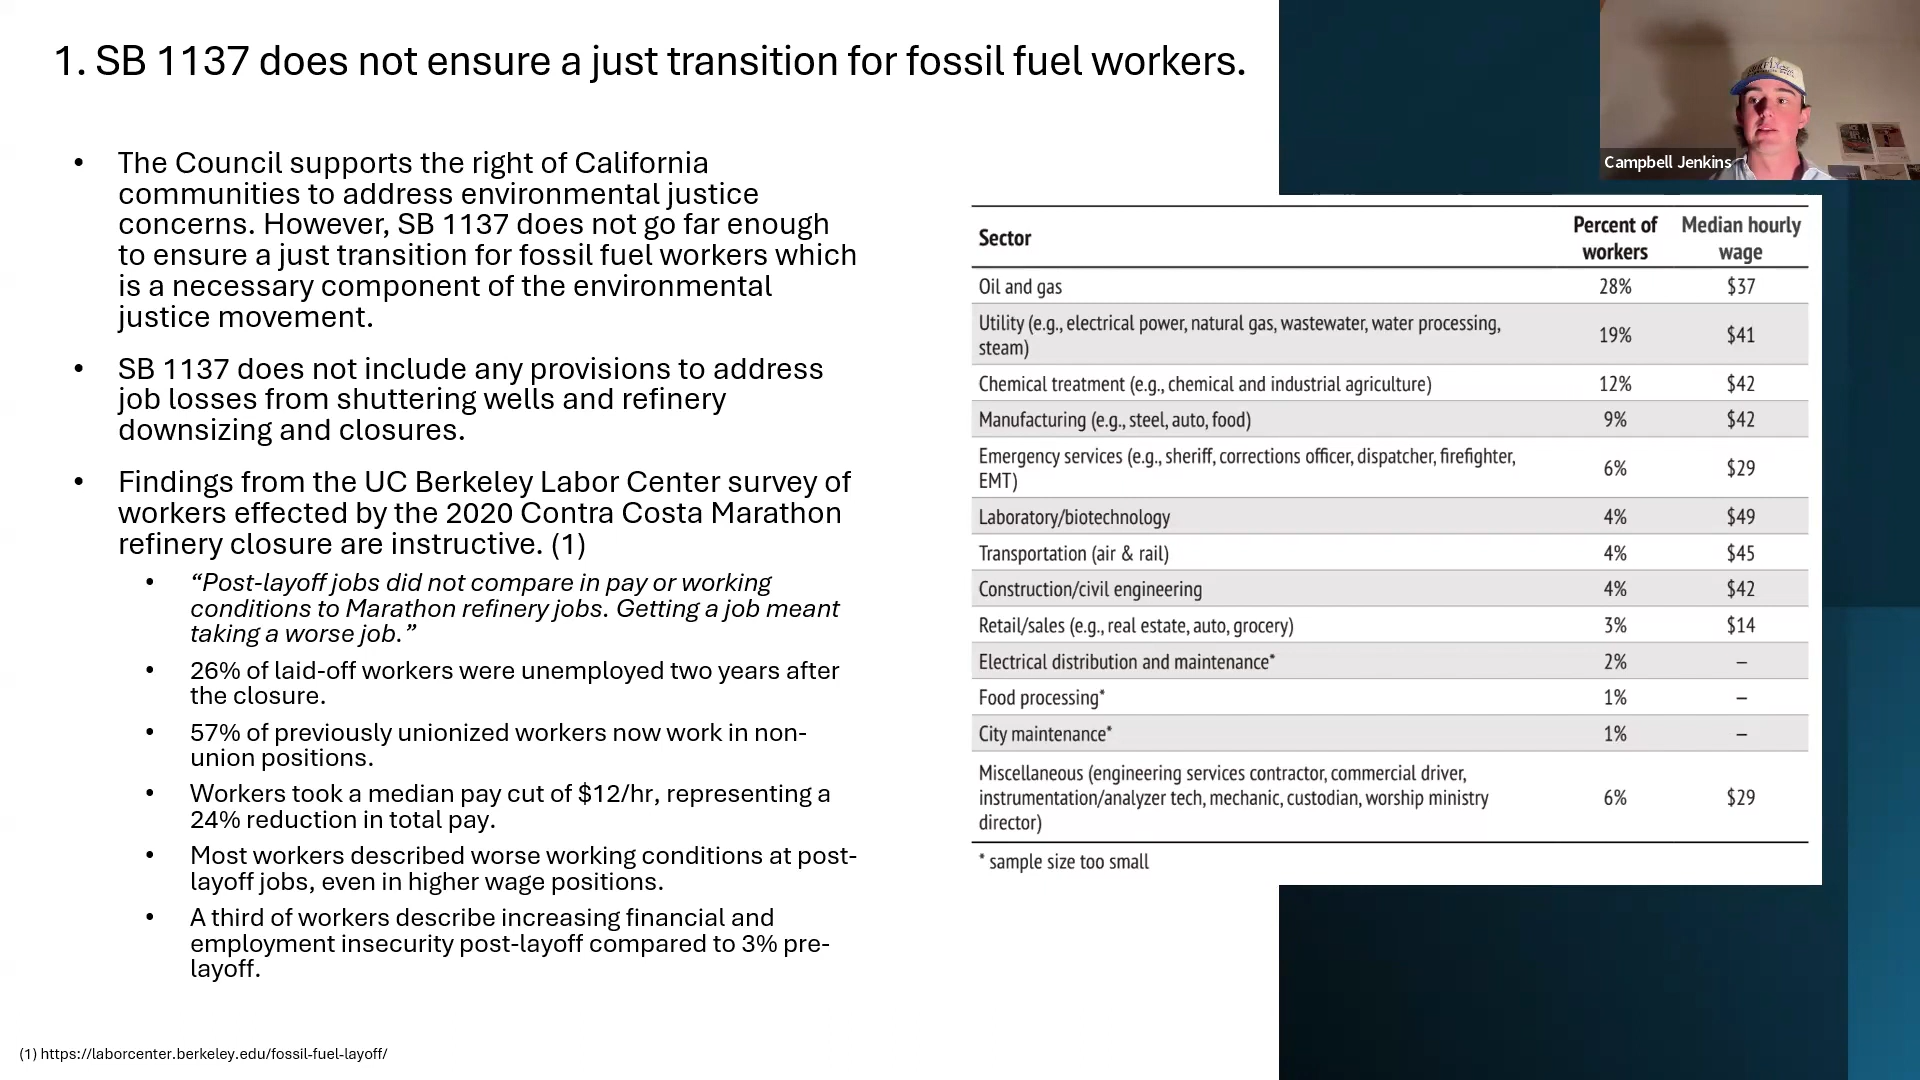 1. SB 1137 does not ensure a just transition for fossil fuel workers.
• The Council supports the right of California
communities to address environmental justice
concerns. However, SB 1137 does not go far enough
to ensure a just transition for fossil fuel workers which
is a necessary component of the environmental
justice movement.
• SB 1137 does not include any provisions to address
job losses from shuttering wells and refinery
downsizing and closures.
• Findings from the UC Berkeley Labor Center survey of
workers effected by the 2020 Contra Costa Marathon
refinery closure are instructive. (1)
• “Post-layoff jobs did not compare in pay or working
conditions to Marathon refinery jobs. Getting a job meant
taking a worse job.”
• 26% of laid-off workers were unemployed two years after
the closure.
• 57% of previously unionized workers now work in non-
union positions.
• Workers took a median pay cut of $12/hr, representing a
24% reduction in total pay.
• Most workers described worse working conditions at post-
layoff jobs, even in higher wage positions.
• A third of workers describe increasing financial and
employment insecurity post-layoff compared to 3% pre-
layoff.
(1) https://laborcenter.berkeley.edu/fossil-fuel-layoff/
Campbell Jenkins
Sector Percent of workers Median hourly wage
Oil and gas 28% $37
Utility (e.g., electrical power, natural gas, wastewater, water processing,
steam) 19% $41
Chemical treatment (e.g., chemical and industrial agriculture) 12% $42
Manufacturing (e.g., steel, auto, food) 9% $42
Emergency services (e.g., sheriff, corrections officer, dispatcher, firefighter,
EMT) 6% $29
Laboratory/biotechnology 4% $49
Transportation (air & rail) 4% $45
Construction/civil engineering 4% $42
Retail/sales (e.g., real estate, auto, grocery) 3% $14
Electrical distribution and maintenance* 2% –
Food processing* 1% –
City maintenance* 1% –
Miscellaneous (engineering services contractor, commercial driver,
instrumentation/analyzer tech, mechanic, custodian, worship ministry
director) 6% $29
* sample size too small